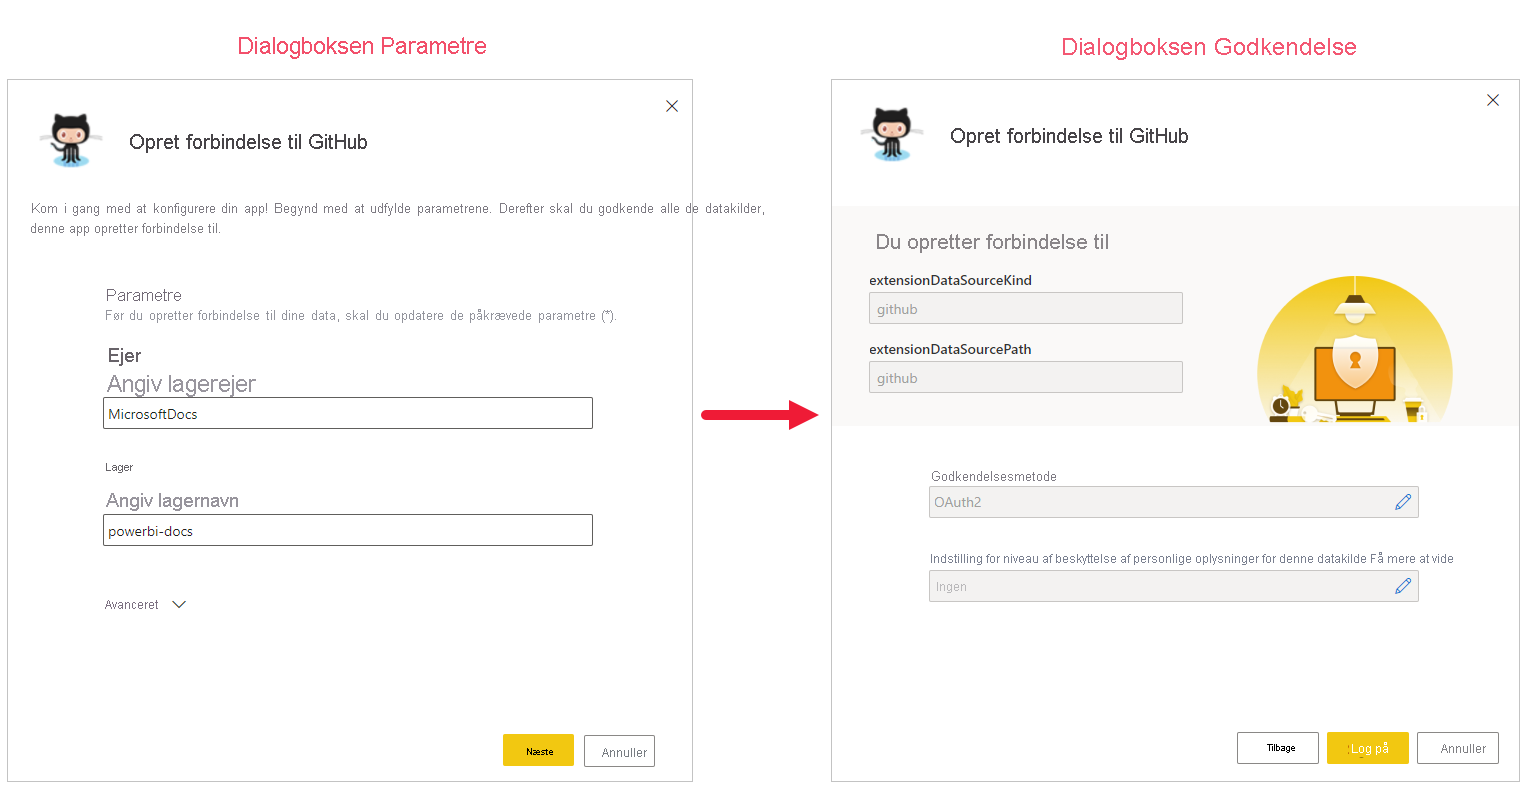 Dialogboksen Parametre
Opret forbindelse til GitHub
Kom i gang med at konfigurere din app! Begynd med at udfylde parametrene. Derefter skal du godkende alle de datakilder,
denne app opretter forbindelse til.
Parametre
Før du opretter forbindelse til dine data, skal du opdatere de påkrævede parametre (*).
Ejer
Angiv lagerejer
MicrosoftDocs
Lager
Angiv lagernavn
powerbi-docs
Avanceret
Næste
Annuller
Dialogboksen Godkendelse
Opret forbindelse til GitHub
Du opretter forbindelse til
extensionDataSourceKind
github
extensionDataSourcePath
github
Godkendelsesmetode
OAuth2
Indstilling for niveau af beskyttelse af personlige oplysninger for denne datakilde Få mere at vide
Ingen
Tilbage
Log på
Annuller